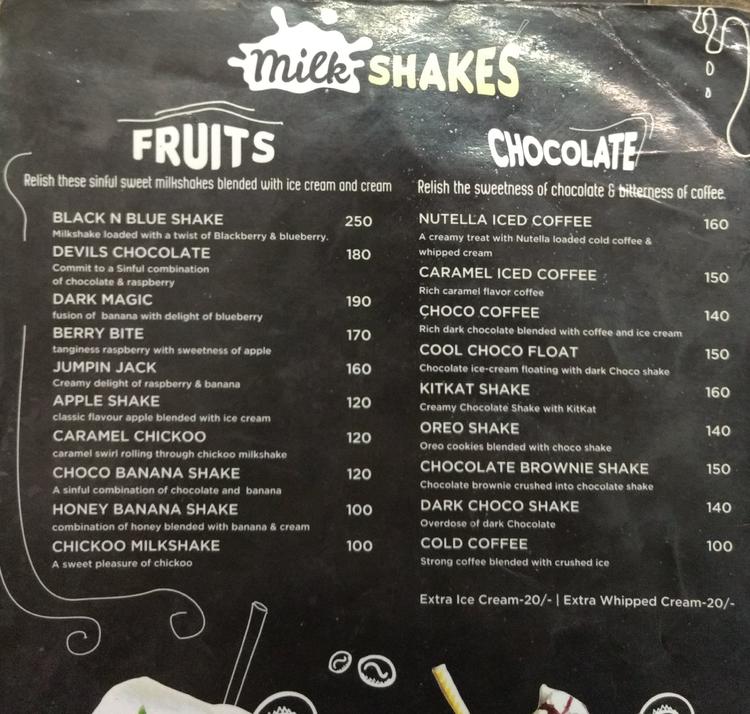 Milk SHAKES
FRUITS
Relish these sinful sweet milkshakes blended with ice cream and cream
BLACK N BLUE SHAKE 250
Milkshake loaded with a twist of Blackberry & blueberry.
DEVILS CHOCOLATE 180
Commit to a Sinful combination
of chocolate & raspberry
DARK MAGIC 190
fusion of banana with delight of blueberry
BERRY BITE 170
tanginess raspberry with sweetness of apple
JUMPIN JACK 160
Creamy delight of raspberry & banana
APPLE SHAKE 120
classic flavour apple blended with ice cream
CARAMEL CHICKOO 120
caramel swirl rolling through chickoo milkshake
CHOCO BANANA SHAKE 120
A sinful combination of chocolate and banana
HONEY BANANA SHAKE 100
combination of honey blended with banana & cream
CHICKOO MILKSHAKE 100
A sweet pleasure of chickoo
CHOCOLATE
Relish the sweetness of chocolate & bitterness of coffee.
NUTELLA ICED COFFEE 160
A creamy treat with Nutella loaded cold coffee &
whipped cream
CARAMEL ICED COFFEE 150
Rich caramel flavor coffee
CHOCO COFFEE 140
Rich dark chocolate blended with coffee and ice cream
COOL CHOCO FLOAT 150
Chocolate ice-cream floating with dark Choco shake
KITKAT SHAKE 160
Creamy Chocolate Shake with KitKat
OREO SHAKE 140
Oreo cookies blended with choco shake
CHOCOLATE BROWNIE SHAKE 150
Chocolate brownie crushed into chocolate shake
DARK CHOCO SHAKE 140
Overdose of dark Chocolate
COLD COFFEE 100
Strong coffee blended with crushed ice
Extra Ice Cream-20/- | Extra Whipped Cream-20/-